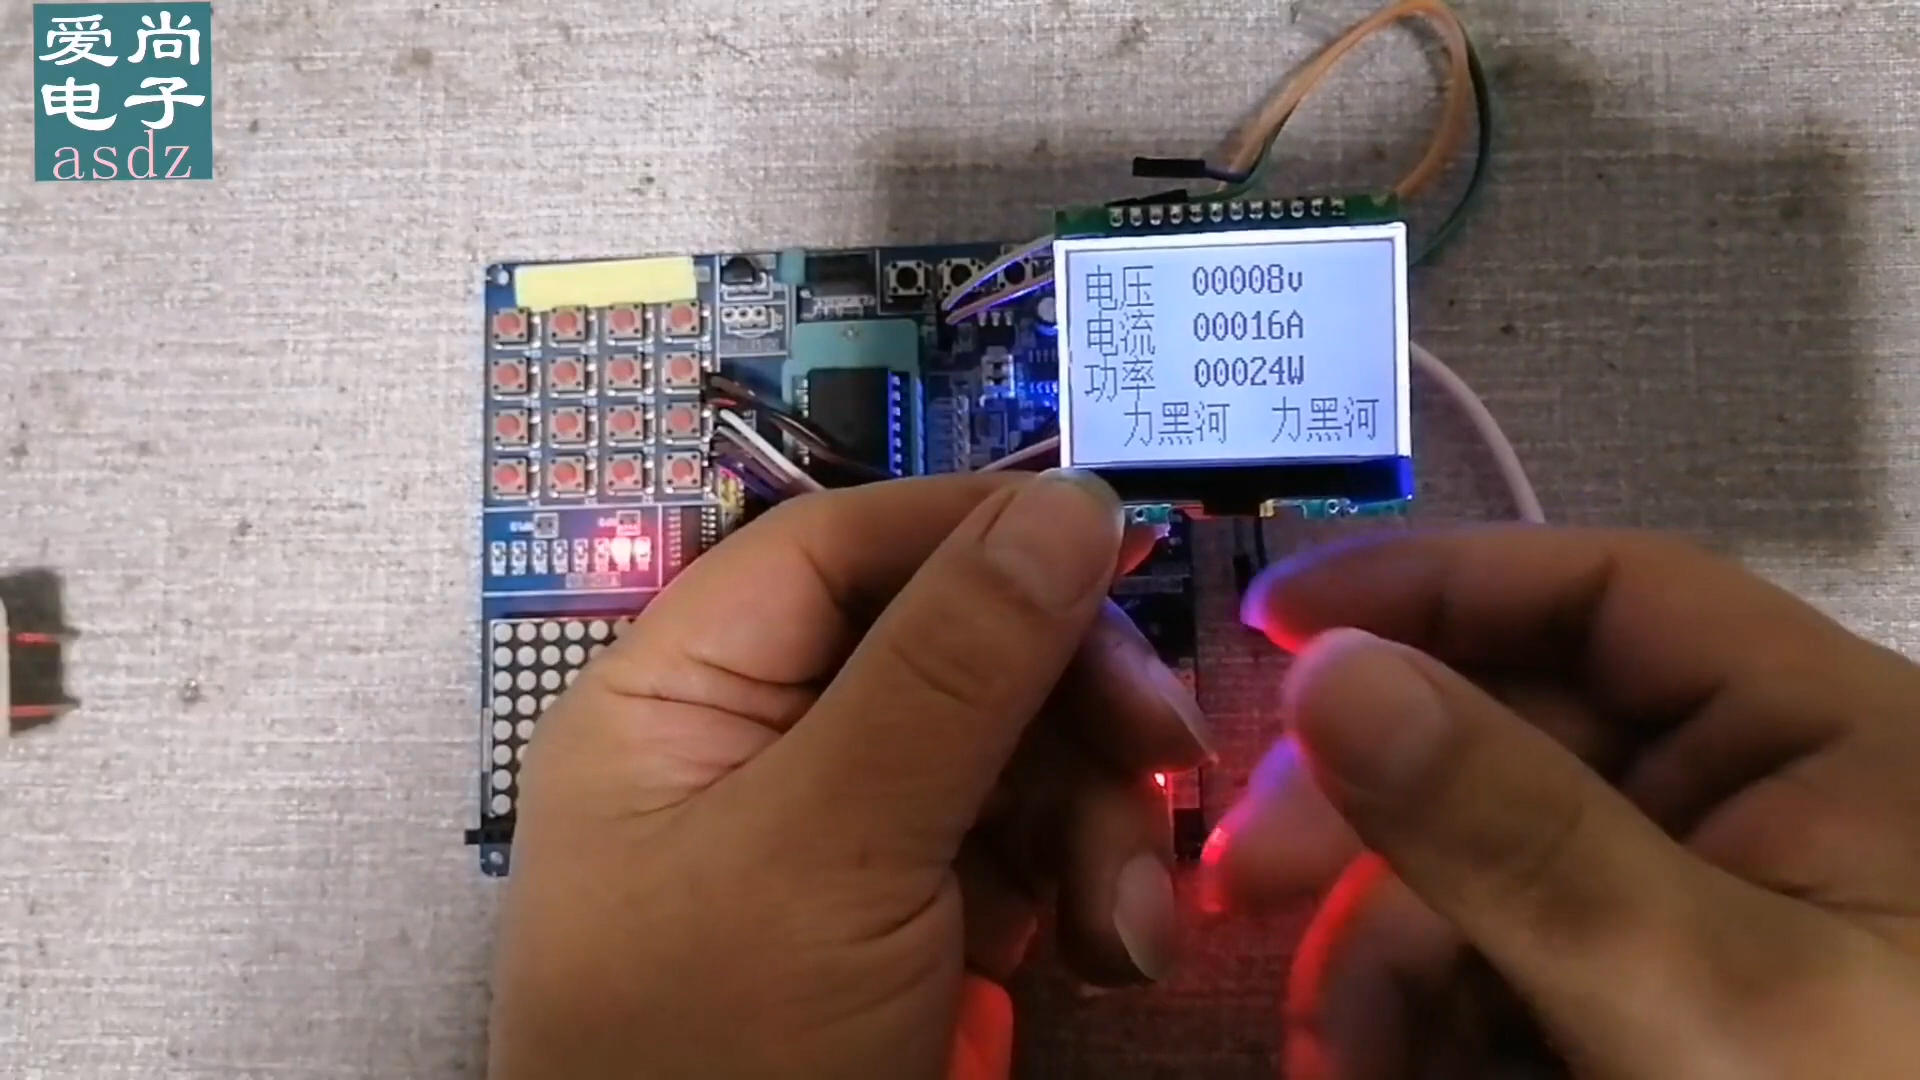 爱尚
电子
asdz
电压 00008v
电流 00016A
功率 00024W
力黑河 力黑河